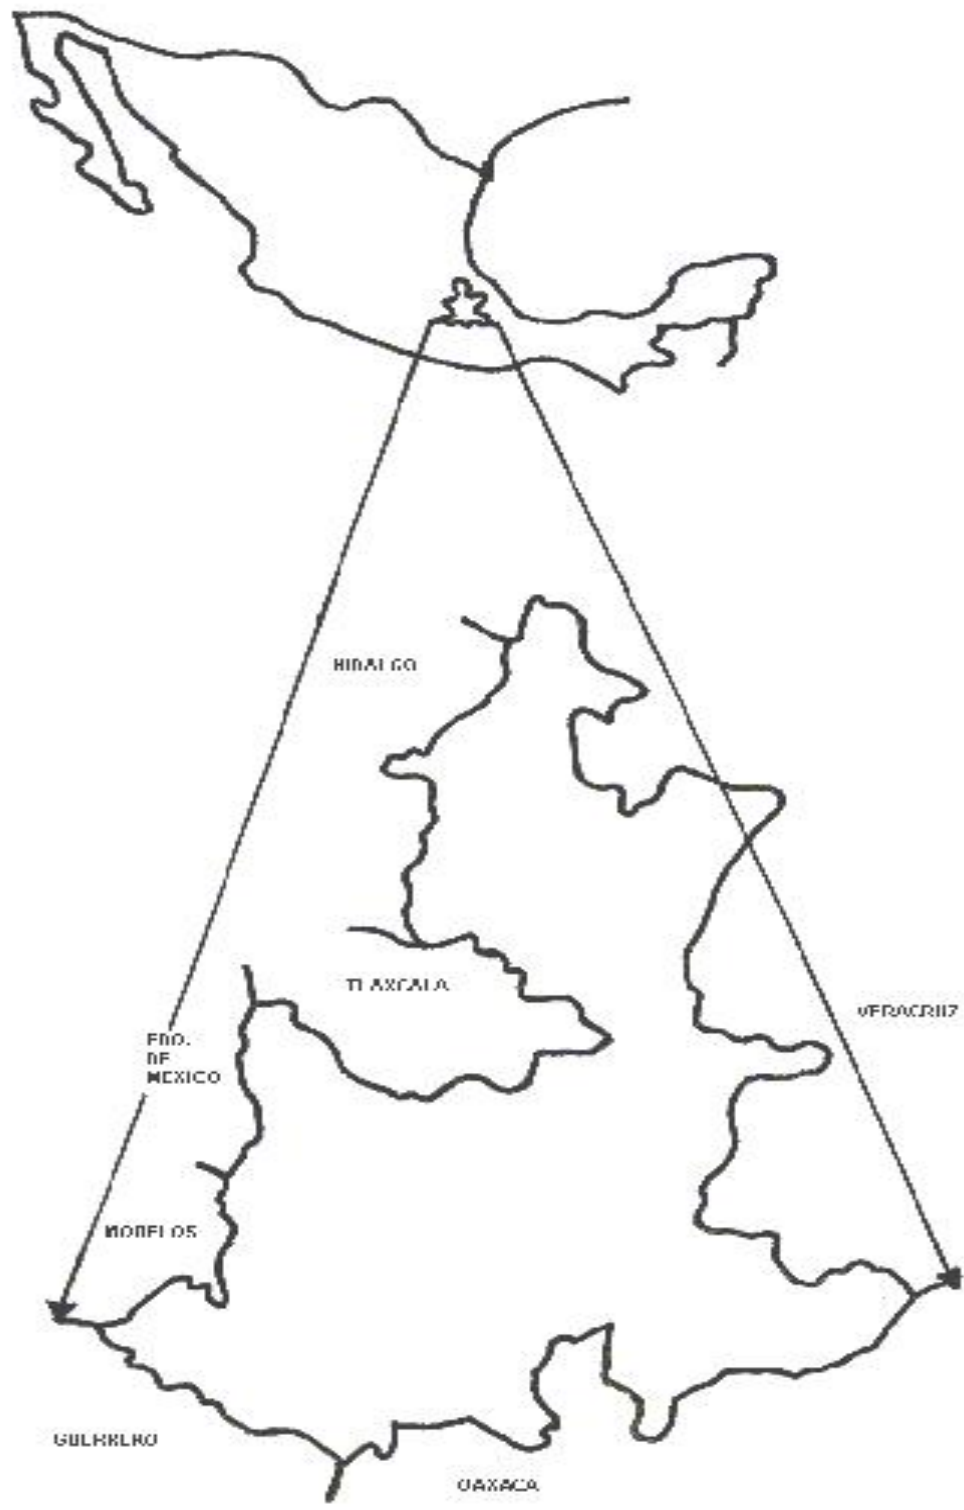 HIDALGO
TLAXCALA
VERACRUZ
EDO.
DE
MEXICO
MORELOS
GUERRERO
OAXACA